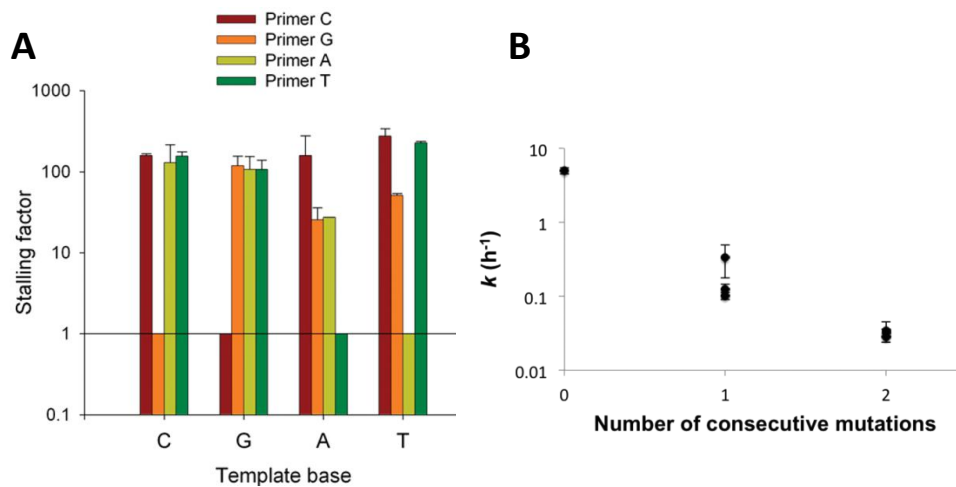 A
Primer C
Primer G
Primer A
Primer T
1000
100
10
1
0.1
Stalling factor
C G A T
Template base
B
10
1
0.1
0.01
k (h-1)
0 1 2
Number of consecutive mutations